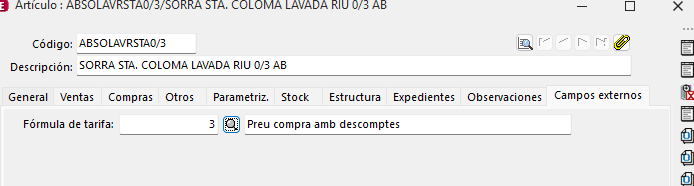 Artículo : ABSOLAVRSTA0/3/SORRA STA. COLOMA LAVADA RIU 0/3 AB
Código: ABSOLAVRSTA0/3
Descripción: SORRA STA. COLOMA LAVADA RIU 0/3 AB
General Ventas Compras Otros Parametriz. Stock Estructura Expedientes Observaciones Campos externos
Fórmula de tarifa: 3 Preu compra amb descomptes